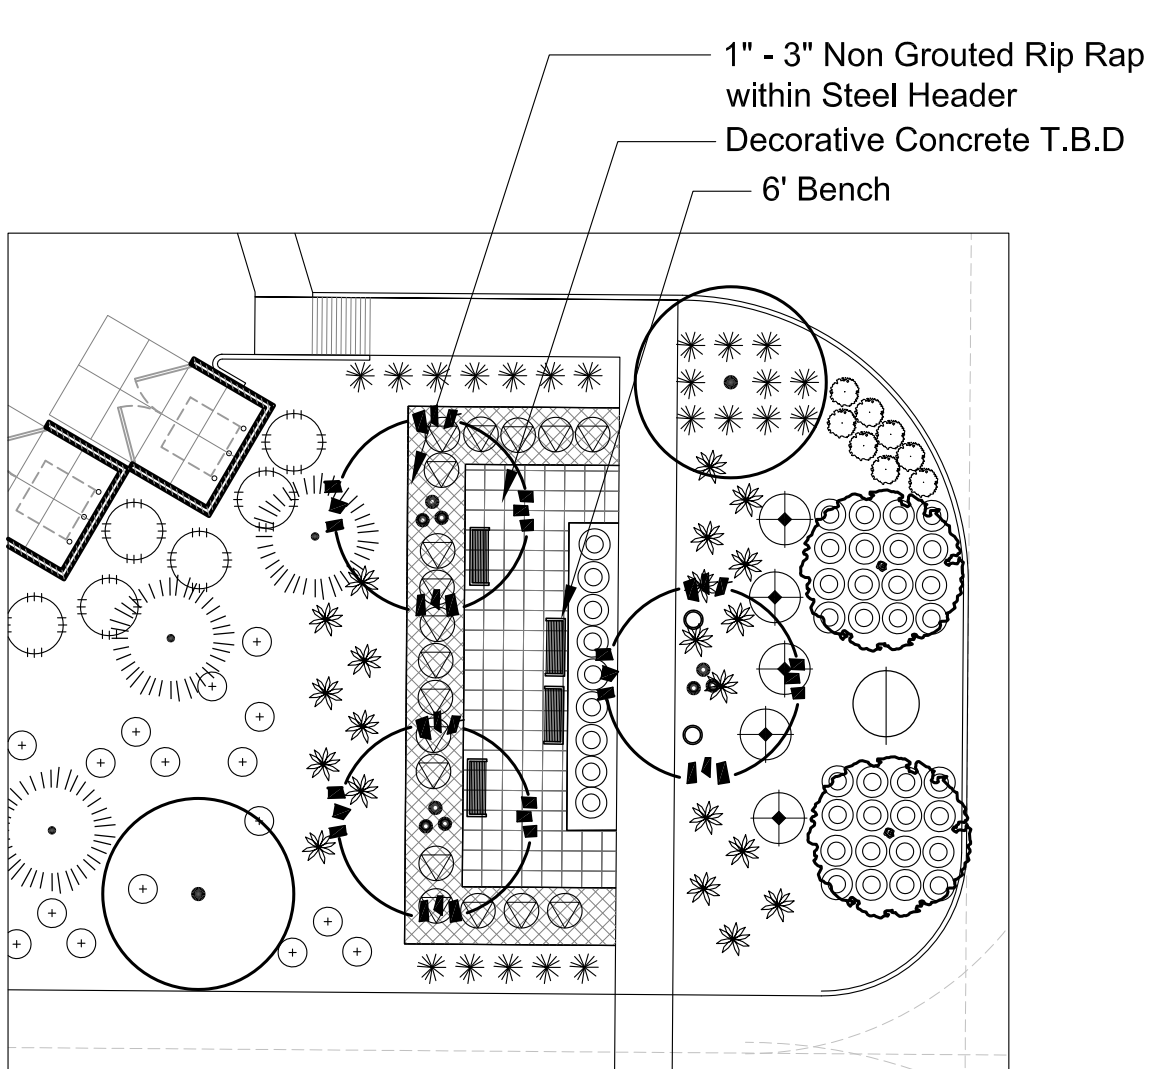 1" - 3" Non Grouted Rip Rap
within Steel Header
Decorative Concrete T.B.D
6' Bench